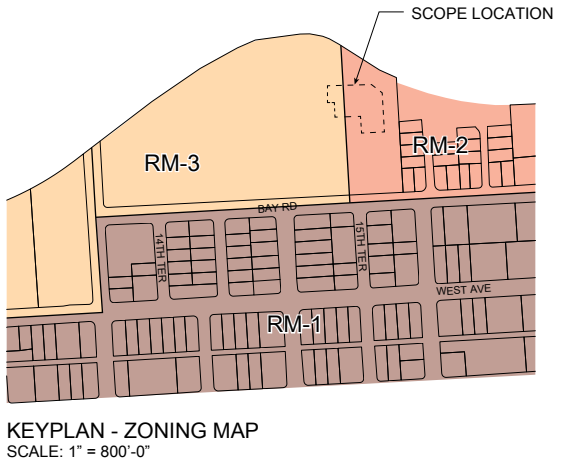 SCOPE LOCATION
RM-3
RM-2
BAY RD
14TH TER
15TH TER
WEST AVE
RM-1
KEYPLAN - ZONING MAP
SCALE: 1” = 800’-0”